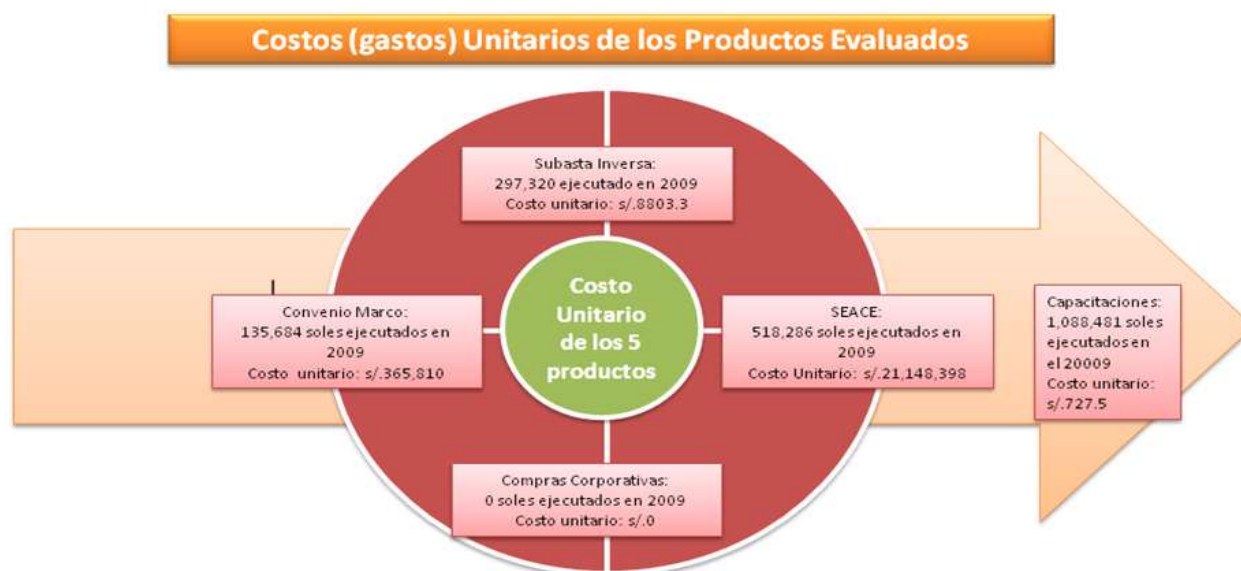 Costos (gastos) Unitarios de los Productos Evaluados
Subasta Inversa:
297,320 ejecutado en 2009
Costo unitario: s/.8803.3
Convenio Marco:
135,684 soles ejecutados en
2009
Costo unitario: s/.365,810
Costo
Unitario
de los 5
productos
SEACE:
518,286 soles ejecutados en
2009
Costo Unitario: s/.21,148,398
Capacitaciones:
1,088,481 soles
ejecutados en
el 20009
Costo unitario:
s/.727.5
Compras Corporativas:
0 soles ejecutados en 2009
Costo unitario: s/.0